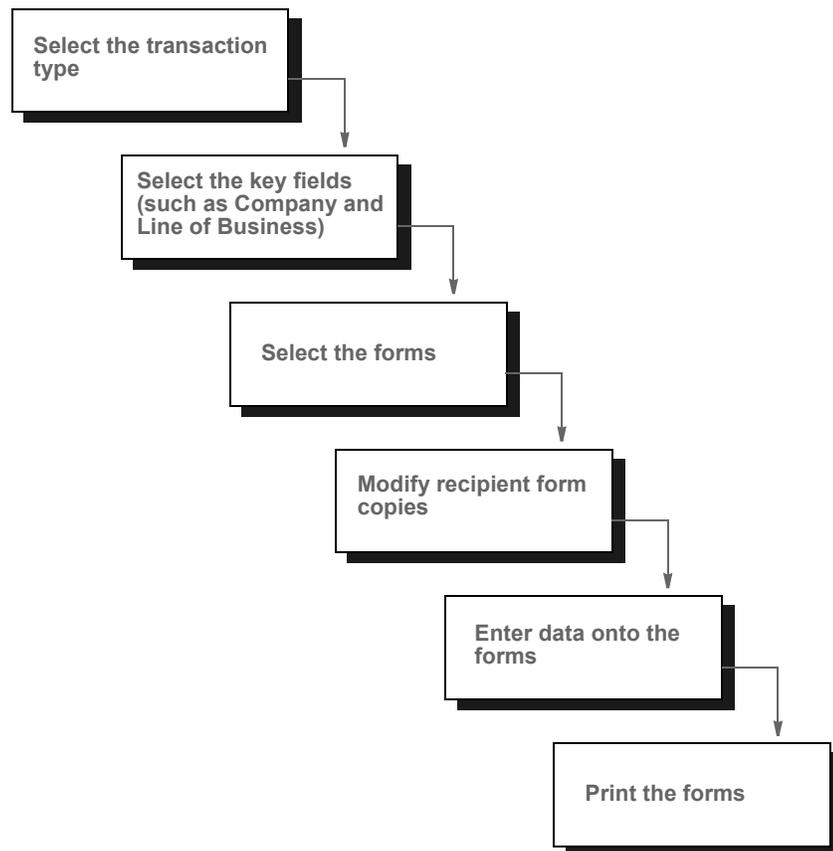 Select the transaction
type
Select the key fields
(such as Company and
Line of Business)
Select the forms
Modify recipient form
copies
Enter data onto the
forms
Print the forms